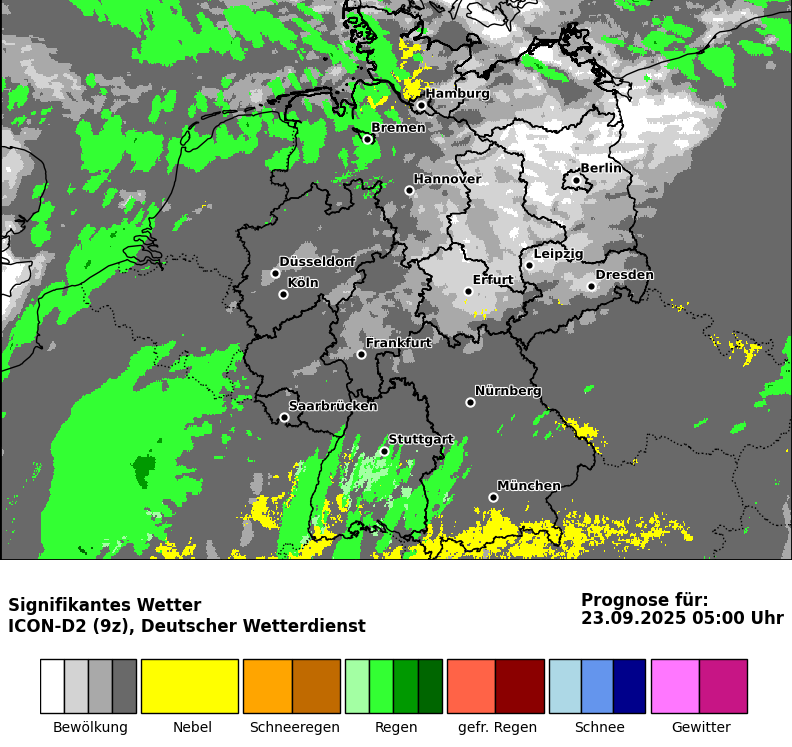 Hamburg
Bremen
Berlin
Hannover
Leipzig
Düsseldorf
Dresden
Köln
Erfurt
Frankfurt
Nürnberg
Saarbrücken
Stuttgart
München
Signifikantes Wetter
ICON-D2 (9z), Deutscher Wetterdienst
Prognose für:
23.09.2025 05:00 Uhr
Bewölkung
Nebel
Schneeregen
Regen
gefr. Regen
Schnee
Gewitter